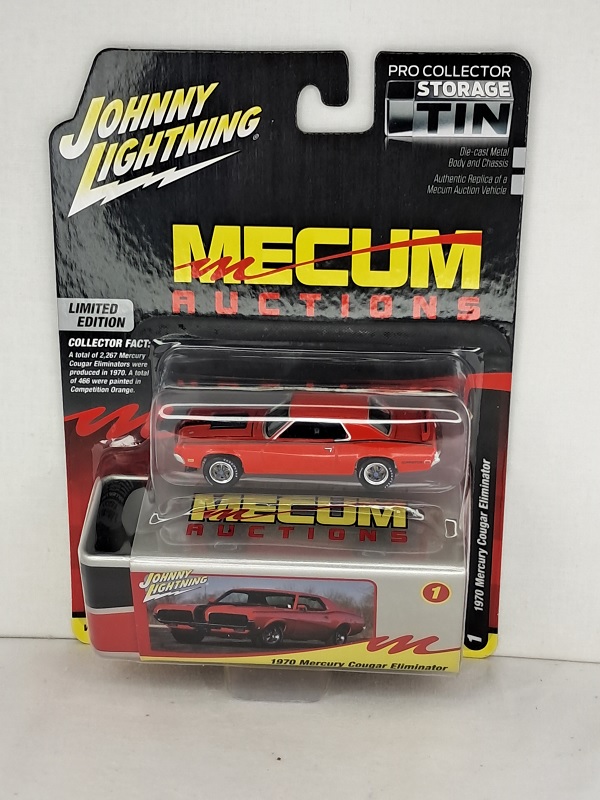 JOHNNY
LIGHTNING®
PRO COLLECTOR
STORAGE
TIN
Die-cast Metal
Body and Chassis
Authentic Replica of a
Mecum Auction Vehicle
MECUM
AUCTIONS
LIMITED
EDITION
COLLECTOR FACT:
A total of 2,267 Mercury
Cougar Eliminators were
produced in 1970. A total
of 466 were painted in
Competition Orange.
MECUM
AUCTIONS
JOHNNY
LIGHTNING
1
1970 Mercury Cougar Eliminator
1 1970 Mercury Cougar Eliminator